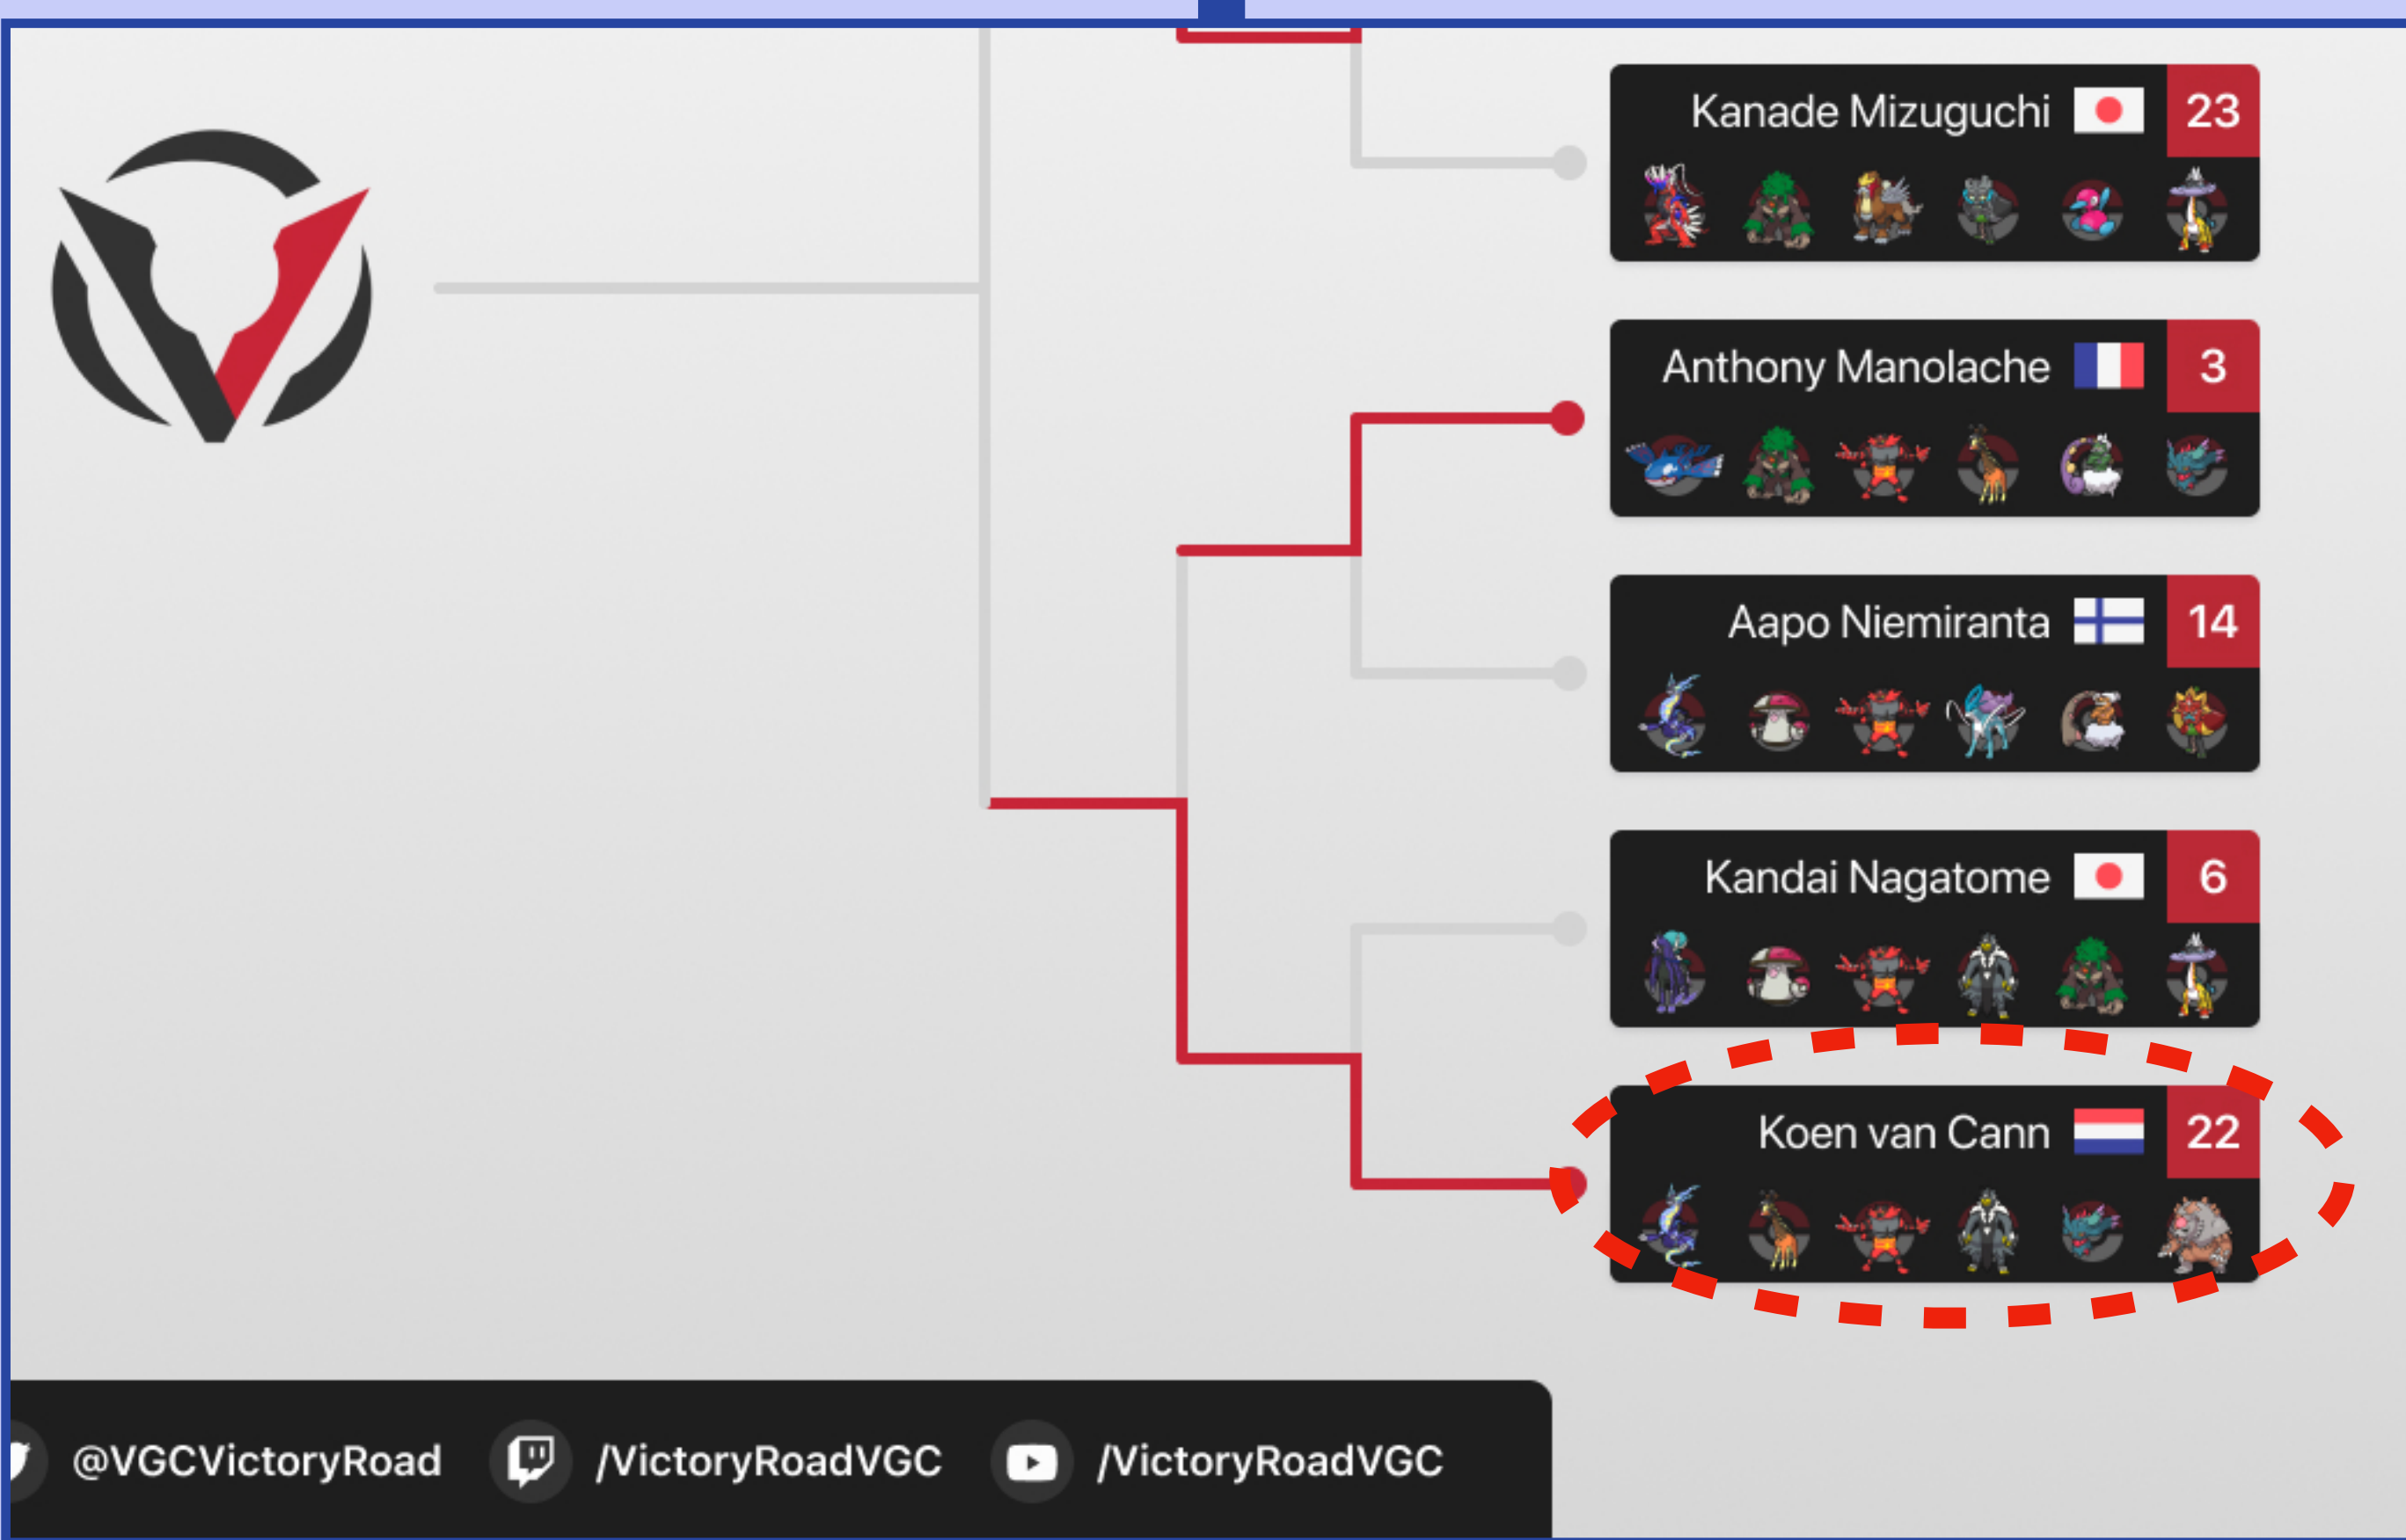 Kanade Mizuguchi 23
Anthony Manolache 3
Aapo Niemiranta 14
Kandai Nagatome 6
Koen van Cann 22
@VGCVictoryRoad /VictoryRoadVGC /VictoryRoadVGC